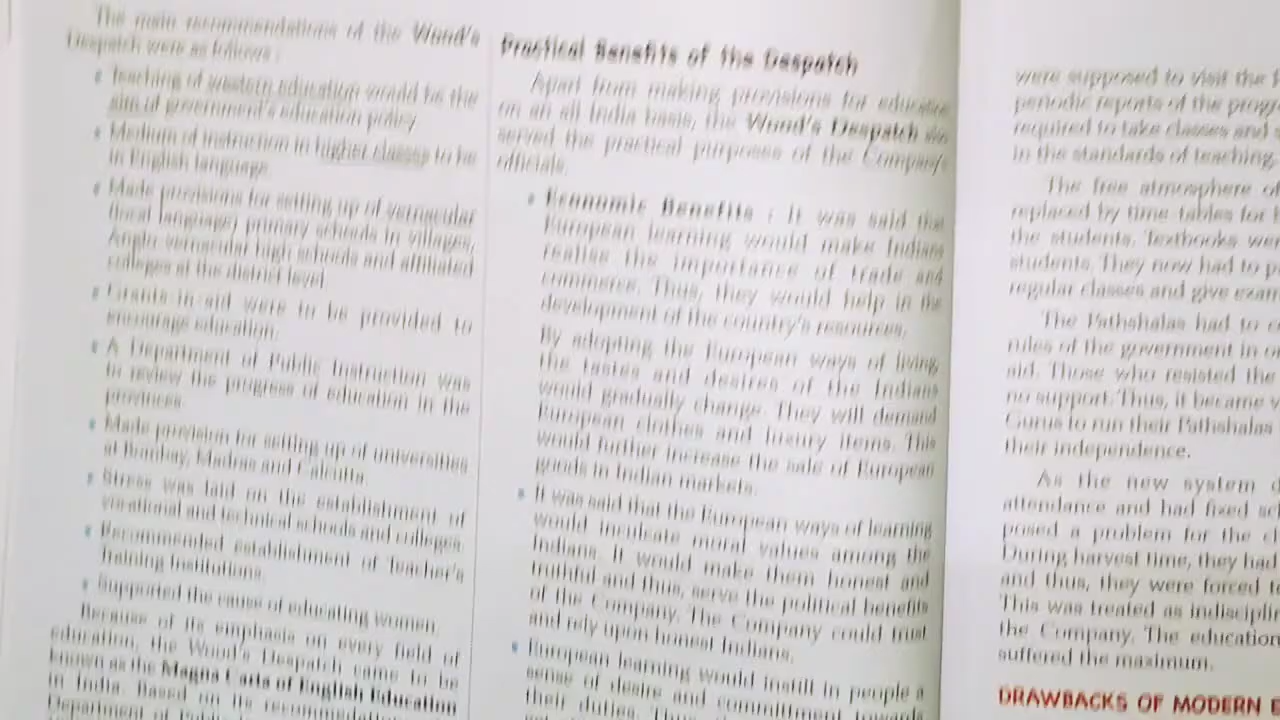 The main recommendations of the Wood's
Despatch were as follows :
• Teaching of western education would be the
aim of government's education policy
• Medium of instruction in higher classes to be
in English language.
• Made provisions for setting up of vernacular
(local language) primary schools in villages,
Anglo vernacular high schools and affiliated
colleges at the district level
• Grants-in-aid were to be provided to
encourage education.
• A Department of Public Instruction was
to review the progress of education in the
provinces.
• Made provision for setting up of universities
at Bombay, Madras and Calcutta.
• Stress was laid on the establishment of
vocational and technical schools and colleges.
• Recommended establishment of Teacher's
Training Institutions.
• Supported the cause of educating women.
Because of its emphasis on every field of
education, the Wood's Despatch came to be
known as the Magna Carta of English Education
in India. Based on its recommendations,
Department of
Practical Benefits of the Despatch
Apart from making provisions for education
on an all India basis, the Wood's Despatch also
served the practical purposes of the Company's
officials.
• Economic Benefits : It was said that
European learning would make Indians
realise the importance of trade and
commerce. Thus, they would help in the
development of the country's resources.
By adopting the European ways of living,
the tastes and desires of the Indians
would gradually change. They will demand
European clothes and luxury items. This
would further increase the sale of European
goods in Indian markets.
• It was said that the European ways of learning
would inculcate moral values among the
Indians. It would make them honest and
truthful and thus, serve the political benefits
of the Company. The Company could trust
and rely upon honest Indians.
• European learning would instill in people a
sense of desire and commitment towards
their duties.
were supposed to visit the
periodic reports of the
required to take classes and
in the standards of teaching.
The free atmosphere of
replaced by time-tables for
the students. Textbooks
students. They now had to
regular classes and give
The Pathshalas had to
rules of the government in
aid. Those who resisted the
no support. Thus, it became
Gurus to run their Pathshalas
their independence.
As the new system
attendance and had fixed
posed a problem for the
During harvest time, they had
and thus, they were forced
This was treated as
the Company. The
suffered the maximum.
DRAWBACKS OF MODERN